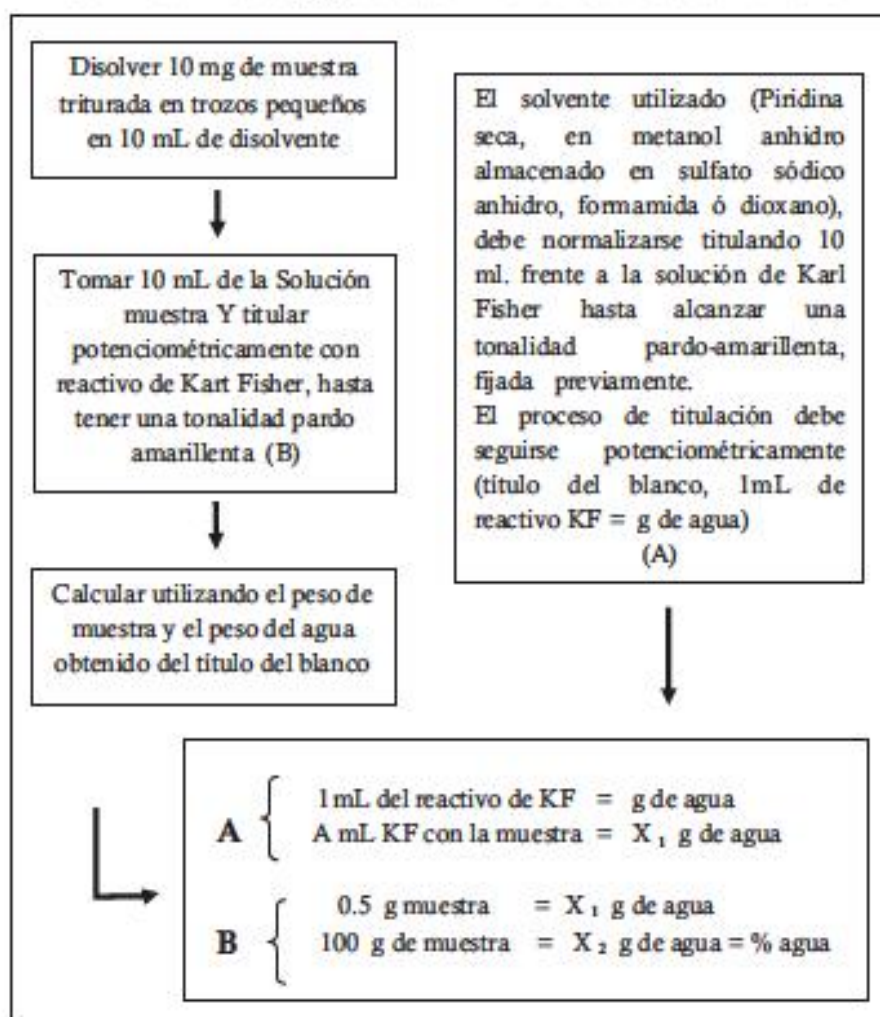 Disolver 10 mg de muestra
triturada en trozos pequeños
en 10 mL de disolvente
Tomar 10 mL de la Solución
muestra Y titular
potenciométricamente con
reactivo de Kart Fisher, hasta
tener una tonalidad pardo
amarillenta (B)
Calcular utilizando el peso de
muestra y el peso del agua
obtenido del título del blanco
El solvente utilizado (Piridina
seca, en metanol anhidro
almacenado en sulfato sódico
anhidro, formamida ó dioxano),
debe normalizarse titulando 10
ml. frente a la solución de Karl
Fisher hasta alcanzar una
tonalidad pardo-amarillenta,
fijada previamente.
El proceso de titulación debe
seguirse potenciométricamente
(título del blanco, 1mL de
reactivo KF = g de agua)
(A)
A
1mL del reactivo de KF = g de agua
A mL KF con la muestra = X₁ g de agua
B
0.5 g muestra = X₁ g de agua
100 g de muestra = X₂ g de agua = % agua